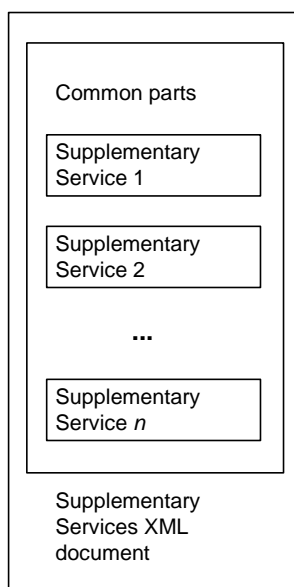 Common parts
Supplementary
Service 1
Supplementary
Service 2
...
Supplementary
Service n
Supplementary
Services XML
document